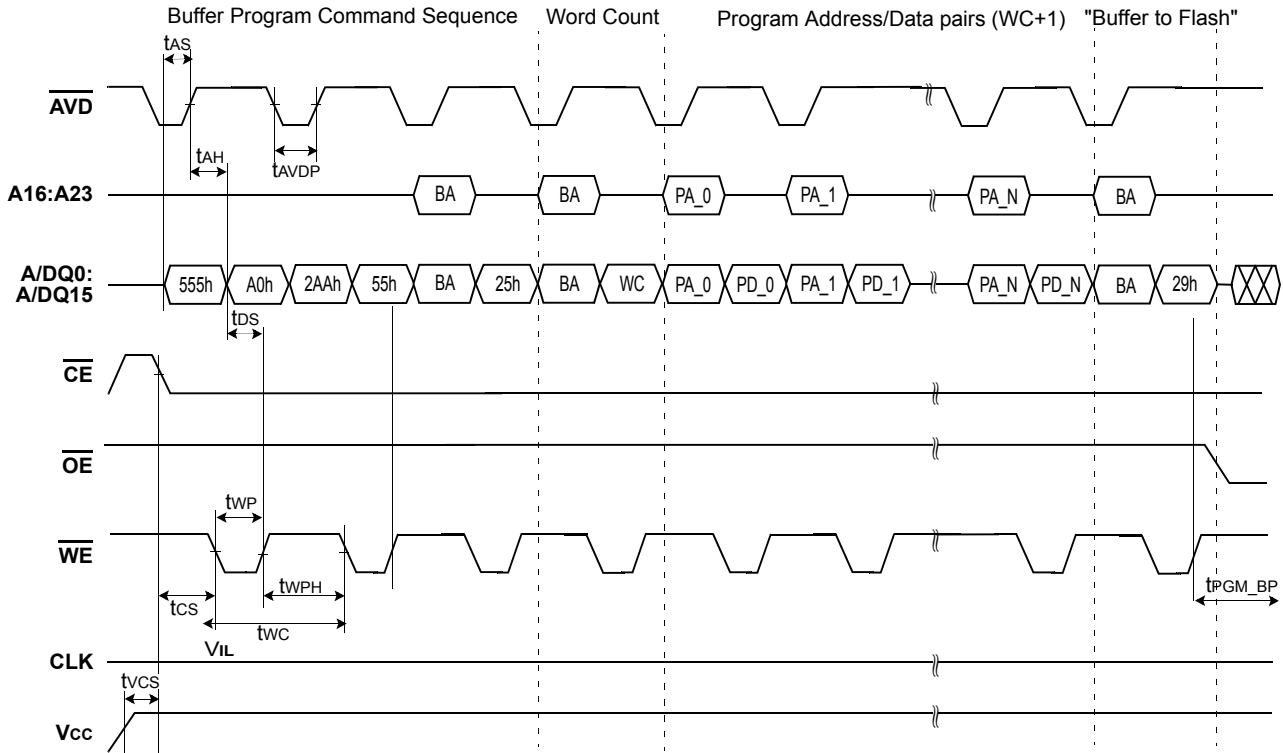 Buffer Program Command Sequence Word Count Program Address/Data pairs (WC+1) "Buffer to Flash"
tAS
AVD
tAH
tAVDP
A16:A23
BA BA PA_0 PA_1 PA_N BA
A/DQ0:
A/DQ15
555h A0h 2AAh 55h BA 25h BA WC PA_0 PD_0 PA_1 PD_1 PA_N PD_N BA 29h
tDS
CE
OE
tWP
WE
tWPH
tPGM_BP
tCS
tWC
VIL
CLK
tVCS
Vcc